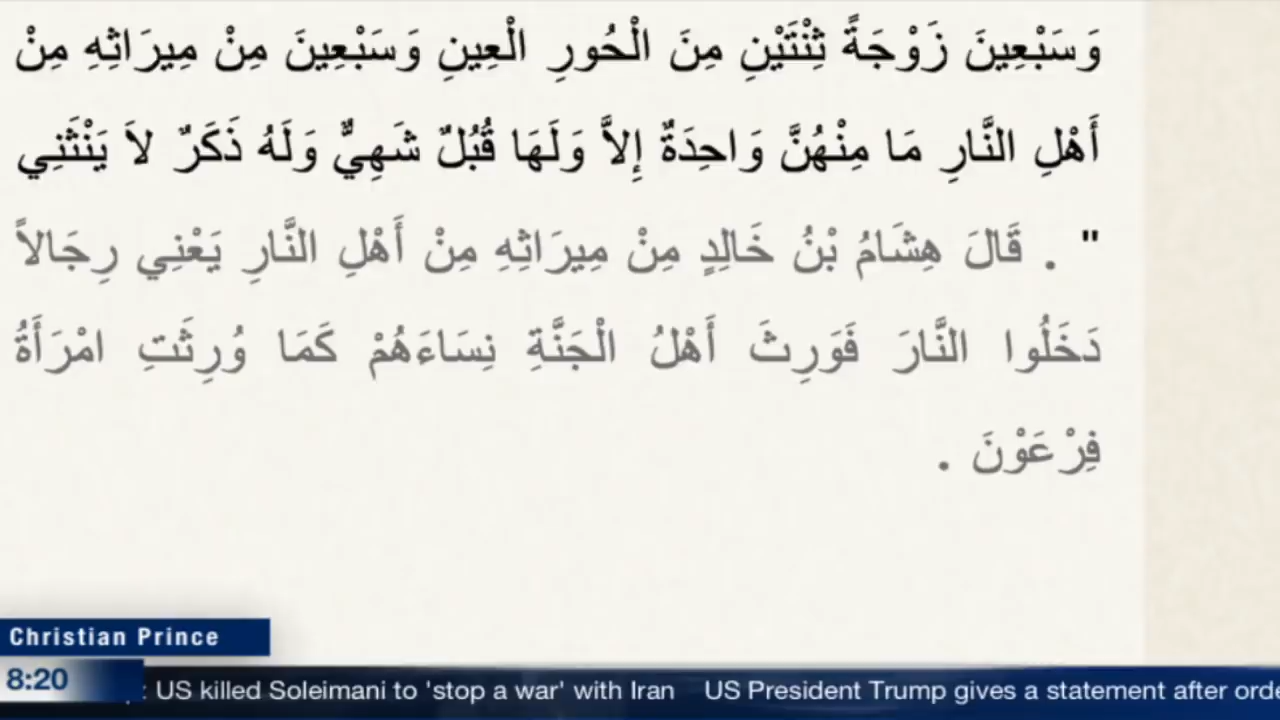 وَسَبْعِينَ زَوْجَةً ثِنْتَيْنِ مِنَ الْحُورِ الْعِينِ وَسَبْعِينَ مِنْ مِيرَاثِهِ مِنْ
أَهْلِ النَّارِ مَا مِنْهُنَّ وَاحِدَةٌ إِلاَّ وَلَهَا قُبُلٌ شَهِيٌّ وَلَهُ ذَكَرٌ لاَ يَنْثَنِي
" . قَالَ هِشَامُ بْنُ خَالِدٍ مِنْ مِيرَاثِهِ مِنْ أَهْلِ النَّارِ يَعْنِي رِجَالاً
دَخَلُوا النَّارَ فَوَرِثَ أَهْلُ الْجَنَّةِ نِسَاءَهُمْ كَمَا وُرِثَتِ امْرَأَةُ
فِرْعَوْنَ .
Christian Prince
8:20
: US killed Soleimani to 'stop a war' with Iran US President Trump gives a statement after orde